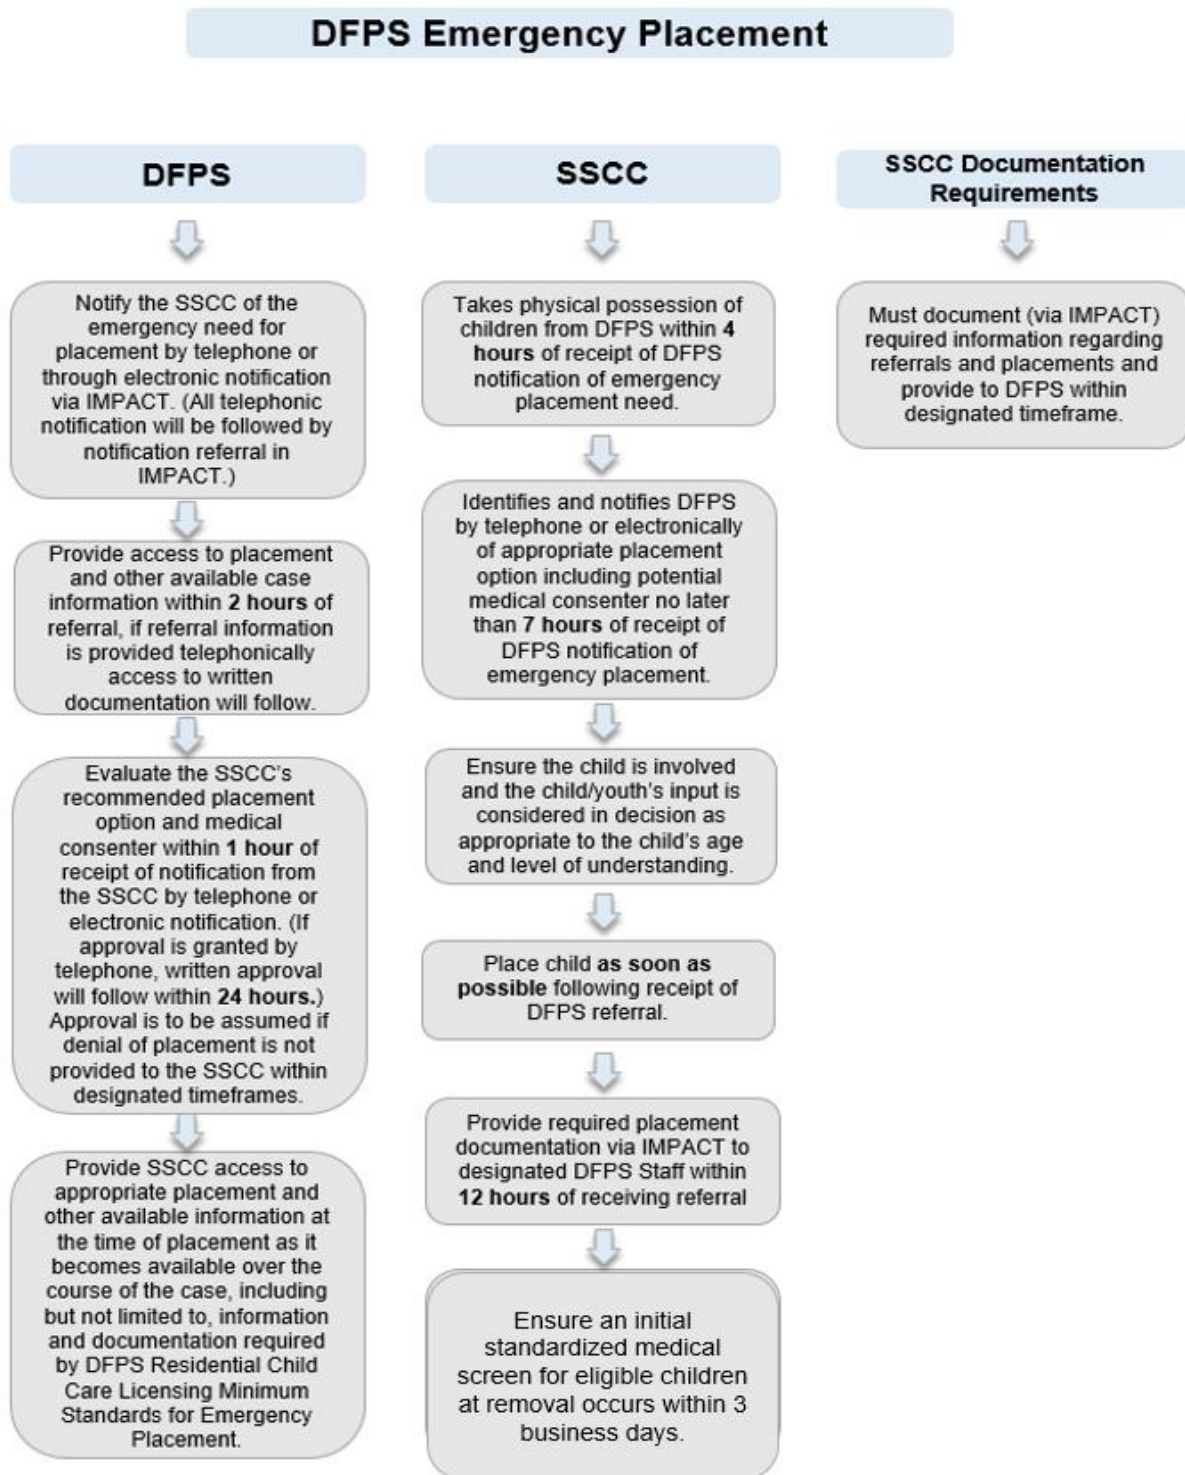 DFPS Emergency Placement
DFPS
Notify the SSCC of the
emergency need for
placement by telephone or
through electronic notification
via IMPACT. (All telephonic
notification will be followed by
notification referral in
IMPACT.)
Provide access to placement
and other available case
information within 2 hours of
referral, if referral information
is provided telephonically
access to written
documentation will follow.
Evaluate the SSCC’s
recommended placement
option and medical
consenter within 1 hour of
receipt of notification from
the SSCC by telephone or
electronic notification. (If
approval is granted by
telephone, written approval
will follow within 24 hours.)
Approval is to be assumed if
denial of placement is not
provided to the SSCC within
designated timeframes.
Provide SSCC access to
appropriate placement and
other available information at
the time of placement as it
becomes available over the
course of the case, including
but not limited to, information
and documentation required
by DFPS Residential Child
Care Licensing Minimum
Standards for Emergency
Placement.
SSCC
Takes physical possession of
children from DFPS within 4
hours of receipt of DFPS
notification of emergency
placement need.
Identifies and notifies DFPS
by telephone or electronically
of appropriate placement
option including potential
medical consenter no later
than 7 hours of receipt of
DFPS notification of
emergency placement.
Ensure the child is involved
and the child/youth’s input is
considered in decision as
appropriate to the child’s age
and level of understanding.
Place child as soon as
possible following receipt of
DFPS referral.
Provide required placement
documentation via IMPACT to
designated DFPS Staff within
12 hours of receiving referral
Ensure an initial
standardized medical
screen for eligible children
at removal occurs within 3
business days.
SSCC Documentation
Requirements
Must document (via IMPACT)
required information regarding
referrals and placements and
provide to DFPS within
designated timeframe.